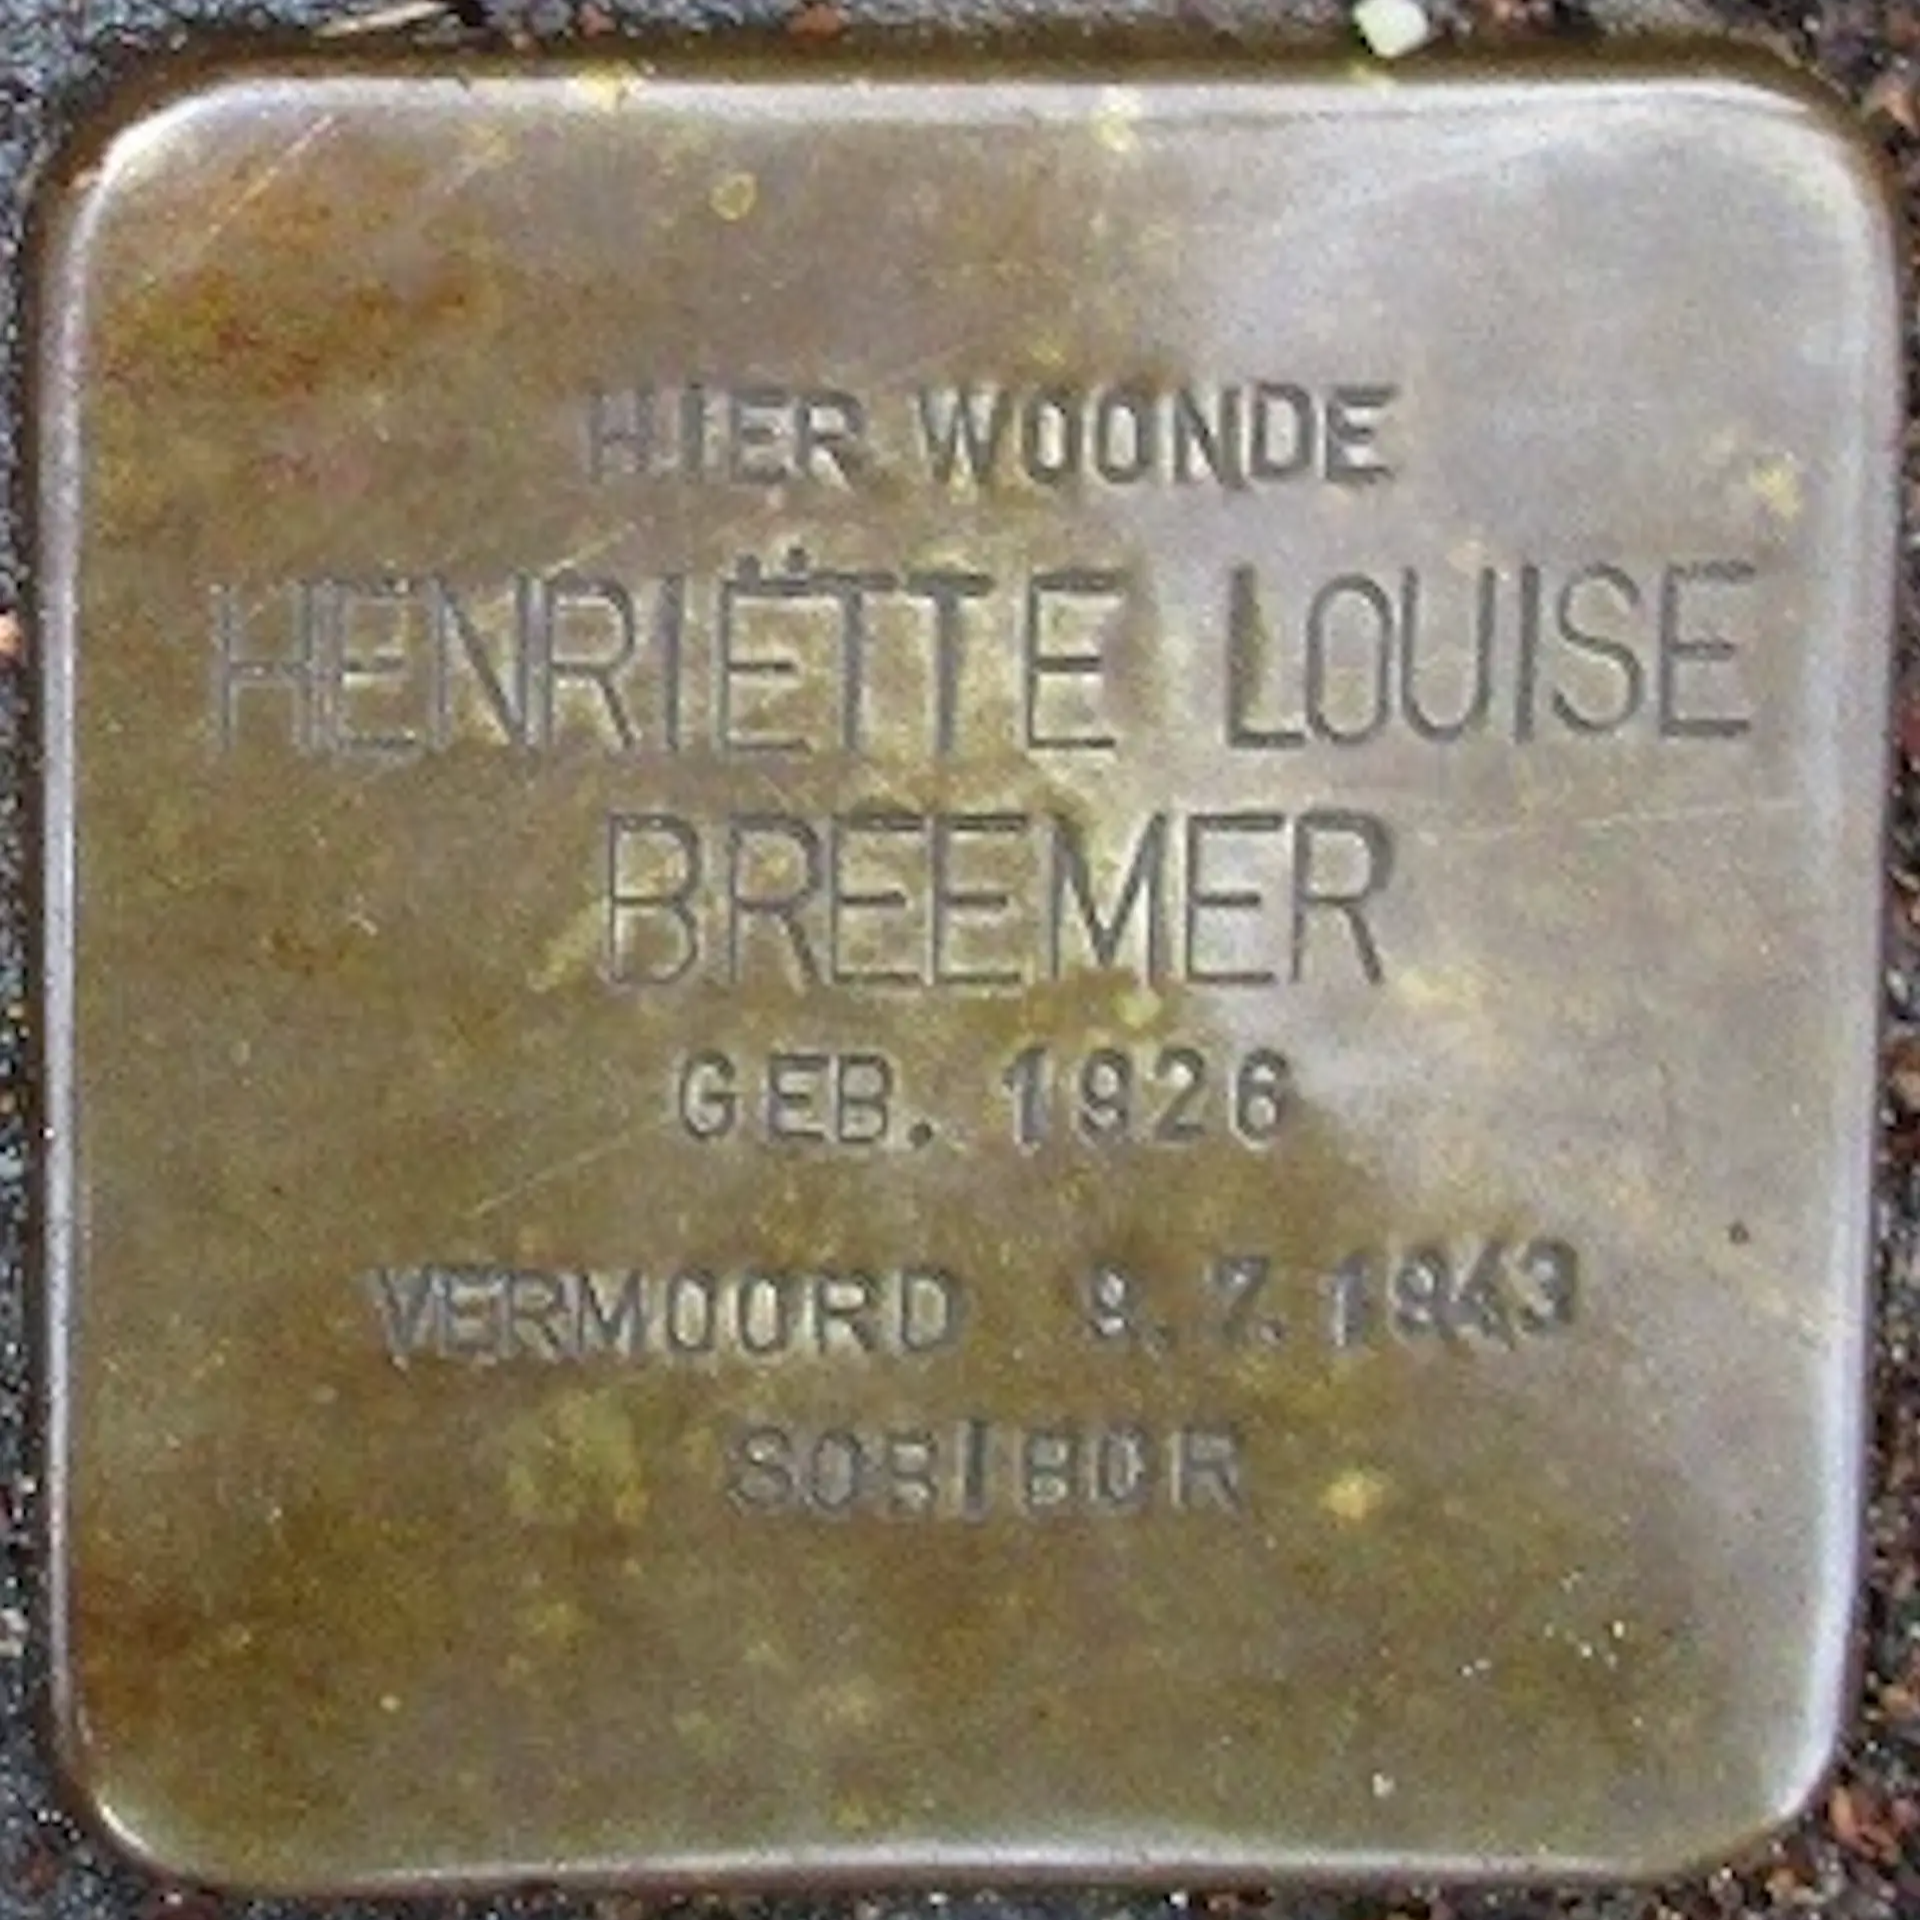 HIER WOONDE
HENRIËTTE LOUISE
BREEMER
GEB. 1926
VERMOORD 9.7.1943
SOBIBOR